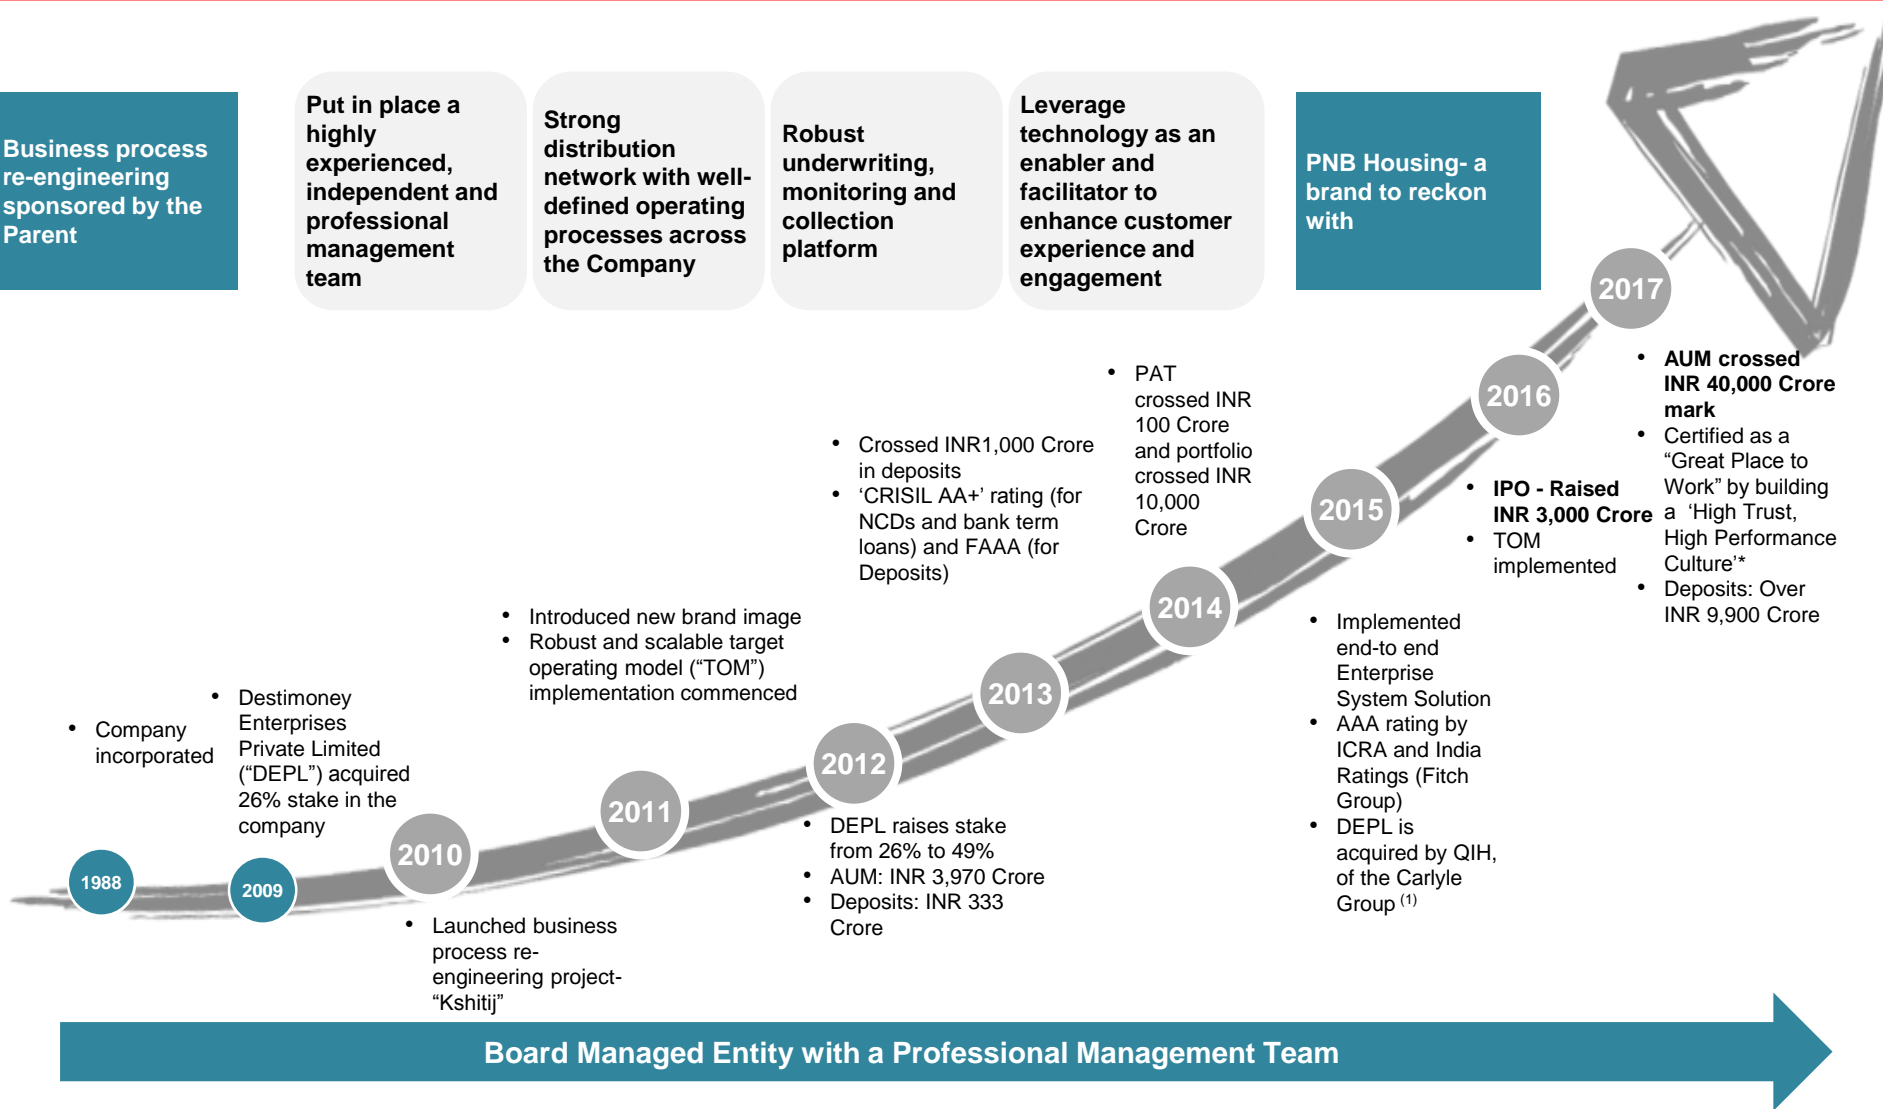 Business process
re-engineering
sponsored by the
Parent
Put in place a
highly
experienced,
independent and
professional
management
team
Strong
distribution
network with well-
defined operating
processes across
the Company
Robust
underwriting,
monitoring and
collection
platform
Leverage
technology as an
enabler and
facilitator to
enhance customer
experience and
engagement
PNB Housing- a
brand to reckon
with
1988
• Company
incorporated
2009
• Destimoney
Enterprises
Private Limited
(“DEPL”) acquired
26% stake in the
company
2010
• Launched business
process re-
engineering project-
“Kshitij”
2011
• Introduced new brand image
• Robust and scalable target
operating model (“TOM”)
implementation commenced
2012
• DEPL raises stake
from 26% to 49%
• AUM: INR 3,970 Crore
• Deposits: INR 333
Crore
2013
• Crossed INR1,000 Crore
in deposits
• ‘CRISIL AA+’ rating (for
NCDs and bank term
loans) and FAAA (for
Deposits)
2014
• PAT
crossed INR
100 Crore
and portfolio
crossed INR
10,000
Crore
2015
• Implemented
end-to end
Enterprise
System Solution
• AAA rating by
ICRA and India
Ratings (Fitch
Group)
• DEPL is
acquired by QIH,
of the Carlyle
Group (1)
2016
• IPO - Raised
INR 3,000 Crore
• TOM
implemented
2017
• AUM crossed
INR 40,000 Crore
mark
• Certified as a
“Great Place to
Work” by building
a ‘High Trust,
High Performance
Culture’*
• Deposits: Over
INR 9,900 Crore
Board Managed Entity with a Professional Management Team